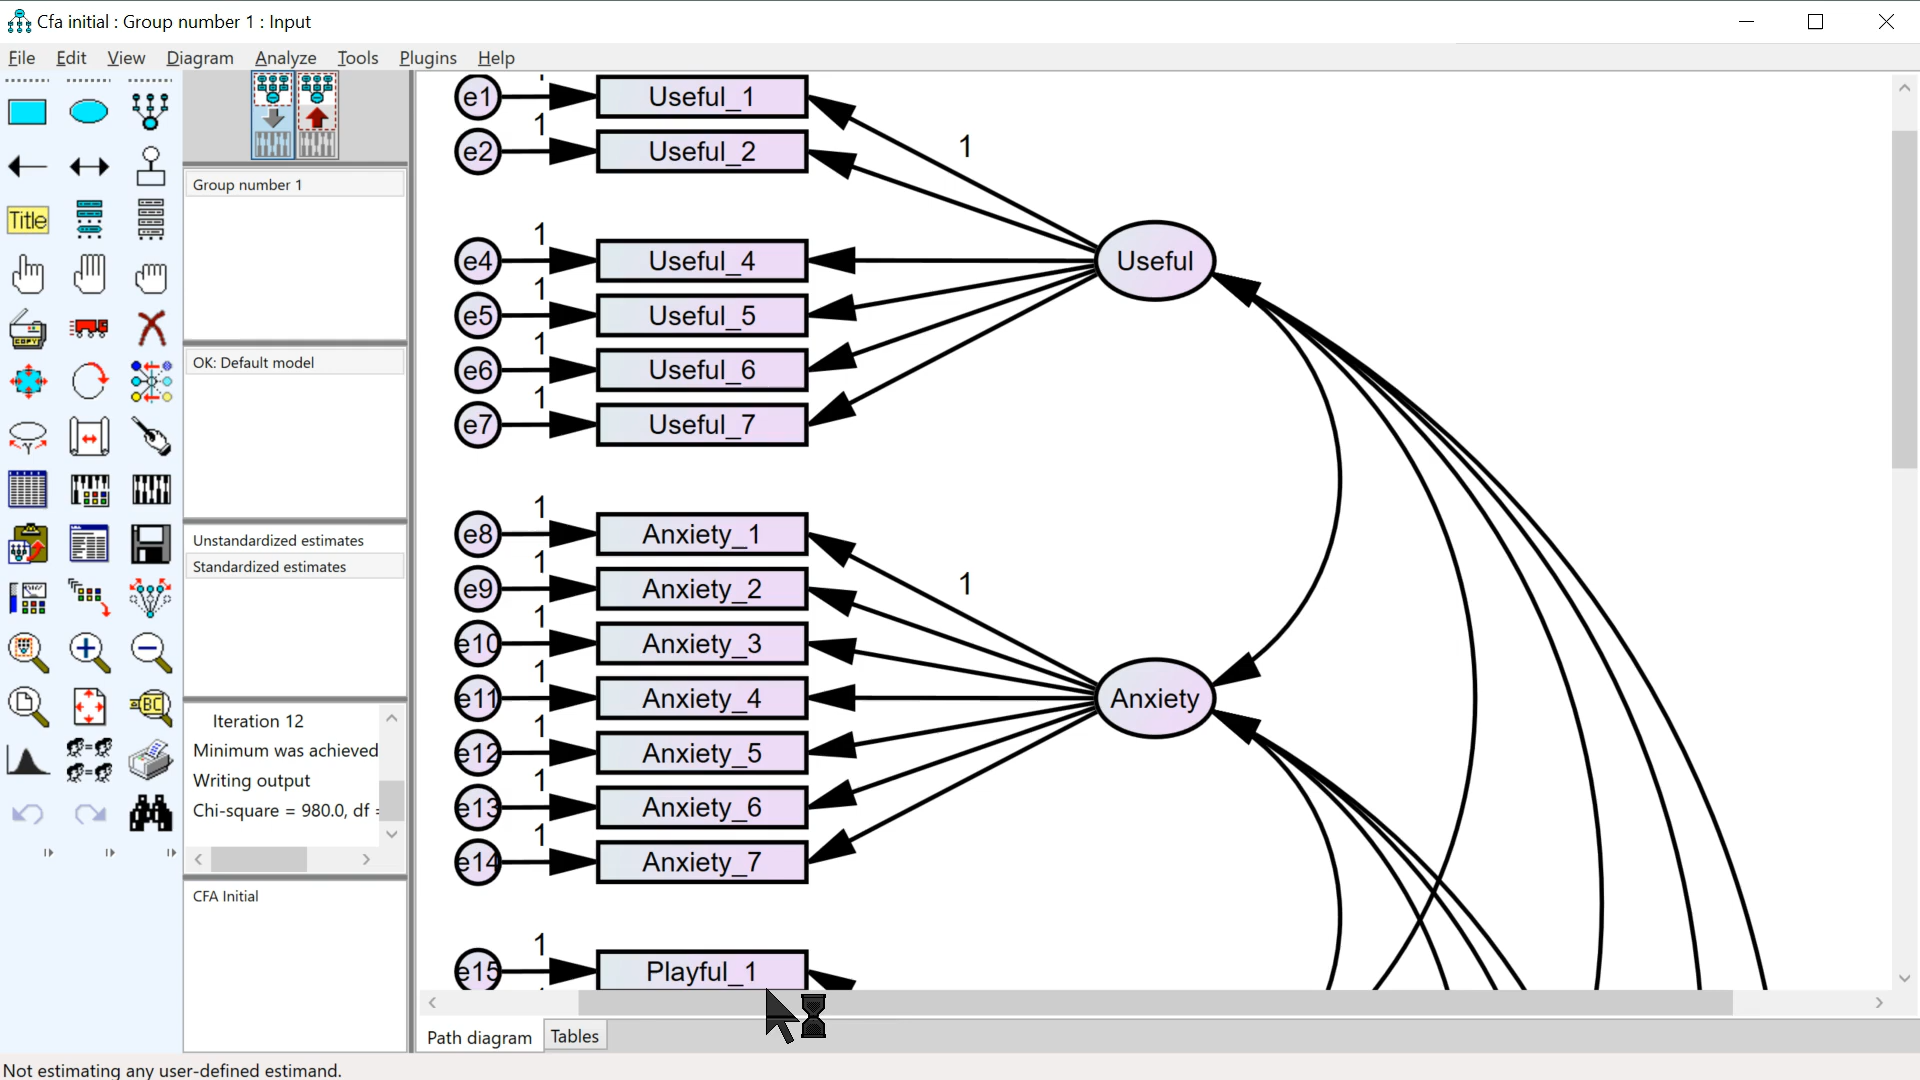 Cfa initial : Group number 1 : Input
File Edit View Diagram Analyze Tools Plugins Help
Title
COPY
BC
Group number 1
OK: Default model
Unstandardized estimates
Standardized estimates
Iteration 12
Minimum was achieved
Writing output
Chi-square = 980.0, df =
CFA Initial
e1 1 Useful_1
e2 1 Useful_2
1
e4 1 Useful_4
e5 1 Useful_5
e6 1 Useful_6
e7 1 Useful_7
Useful
e8 1 Anxiety_1
e9 1 Anxiety_2
1
e10 1 Anxiety_3
e11 1 Anxiety_4
e12 1 Anxiety_5
e13 1 Anxiety_6
e14 1 Anxiety_7
Anxiety
e15 1 Playful_1
Path diagram Tables
Not estimating any user-defined estimand.